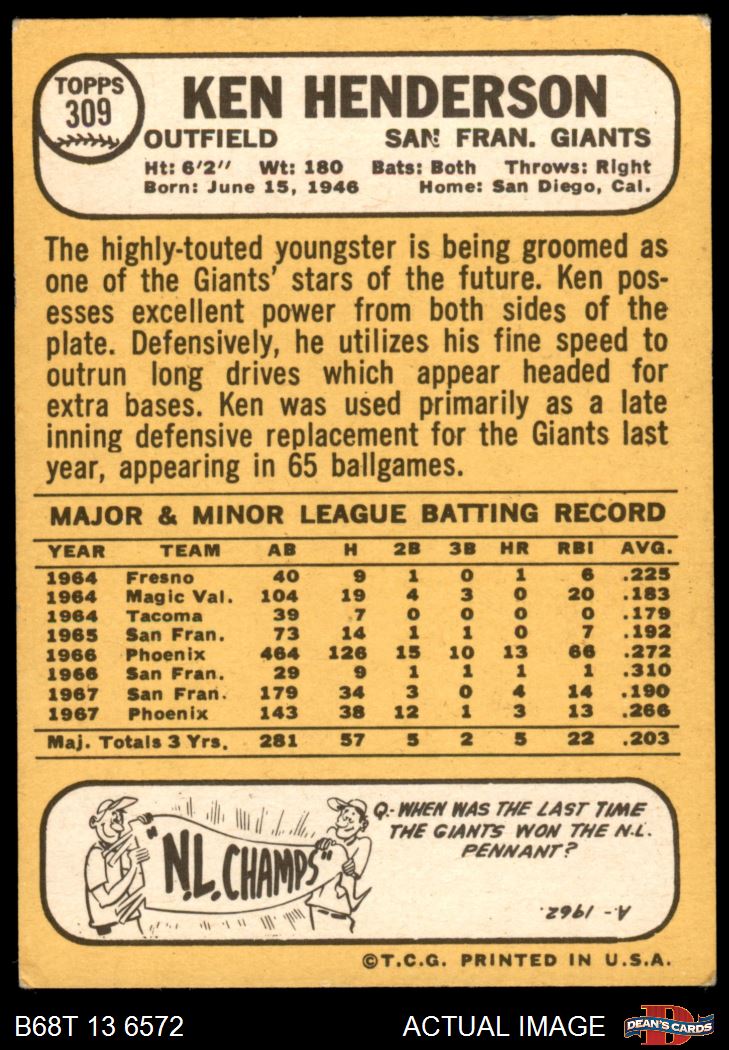 TOPPS
309
KEN HENDERSON
OUTFIELD SAN FRAN. GIANTS
Ht: 6'2" Wt: 180 Bats: Both Throws: Right
Born: June 15, 1946 Home: San Diego, Cal.
The highly-touted youngster is being groomed as
one of the Giants' stars of the future. Ken pos-
esses excellent power from both sides of the
plate. Defensively, he utilizes his fine speed to
outrun long drives which appear headed for
extra bases. Ken was used primarily as a late
inning defensive replacement for the Giants last
year, appearing in 65 ballgames.
MAJOR & MINOR LEAGUE BATTING RECORD
YEAR TEAM AB H 2B 3B HR RBI AVG.
1964 Fresno 40 9 1 0 1 6 .225
1964 Magic Val. 104 19 4 3 0 20 .183
1964 Tacoma 39 7 0 0 0 0 .179
1965 San Fran. 73 14 1 1 0 7 .192
1966 Phoenix 464 126 15 10 13 66 .272
1966 San Fran. 29 9 1 1 1 1 .310
1967 San Fran. 179 34 3 0 4 14 .190
1967 Phoenix 143 38 12 1 3 13 .266
Maj. Totals 3 Yrs. 281 57 5 2 5 22 .203
"N.L. CHAMPS"
Q-WHEN WAS THE LAST TIME
THE GIANTS WON THE N.L.
PENNANT?
A- 1962.
©T.C.G. PRINTED IN U.S.A.
B68T 13 6572 ACTUAL IMAGE
D
DEAN'S CARDS